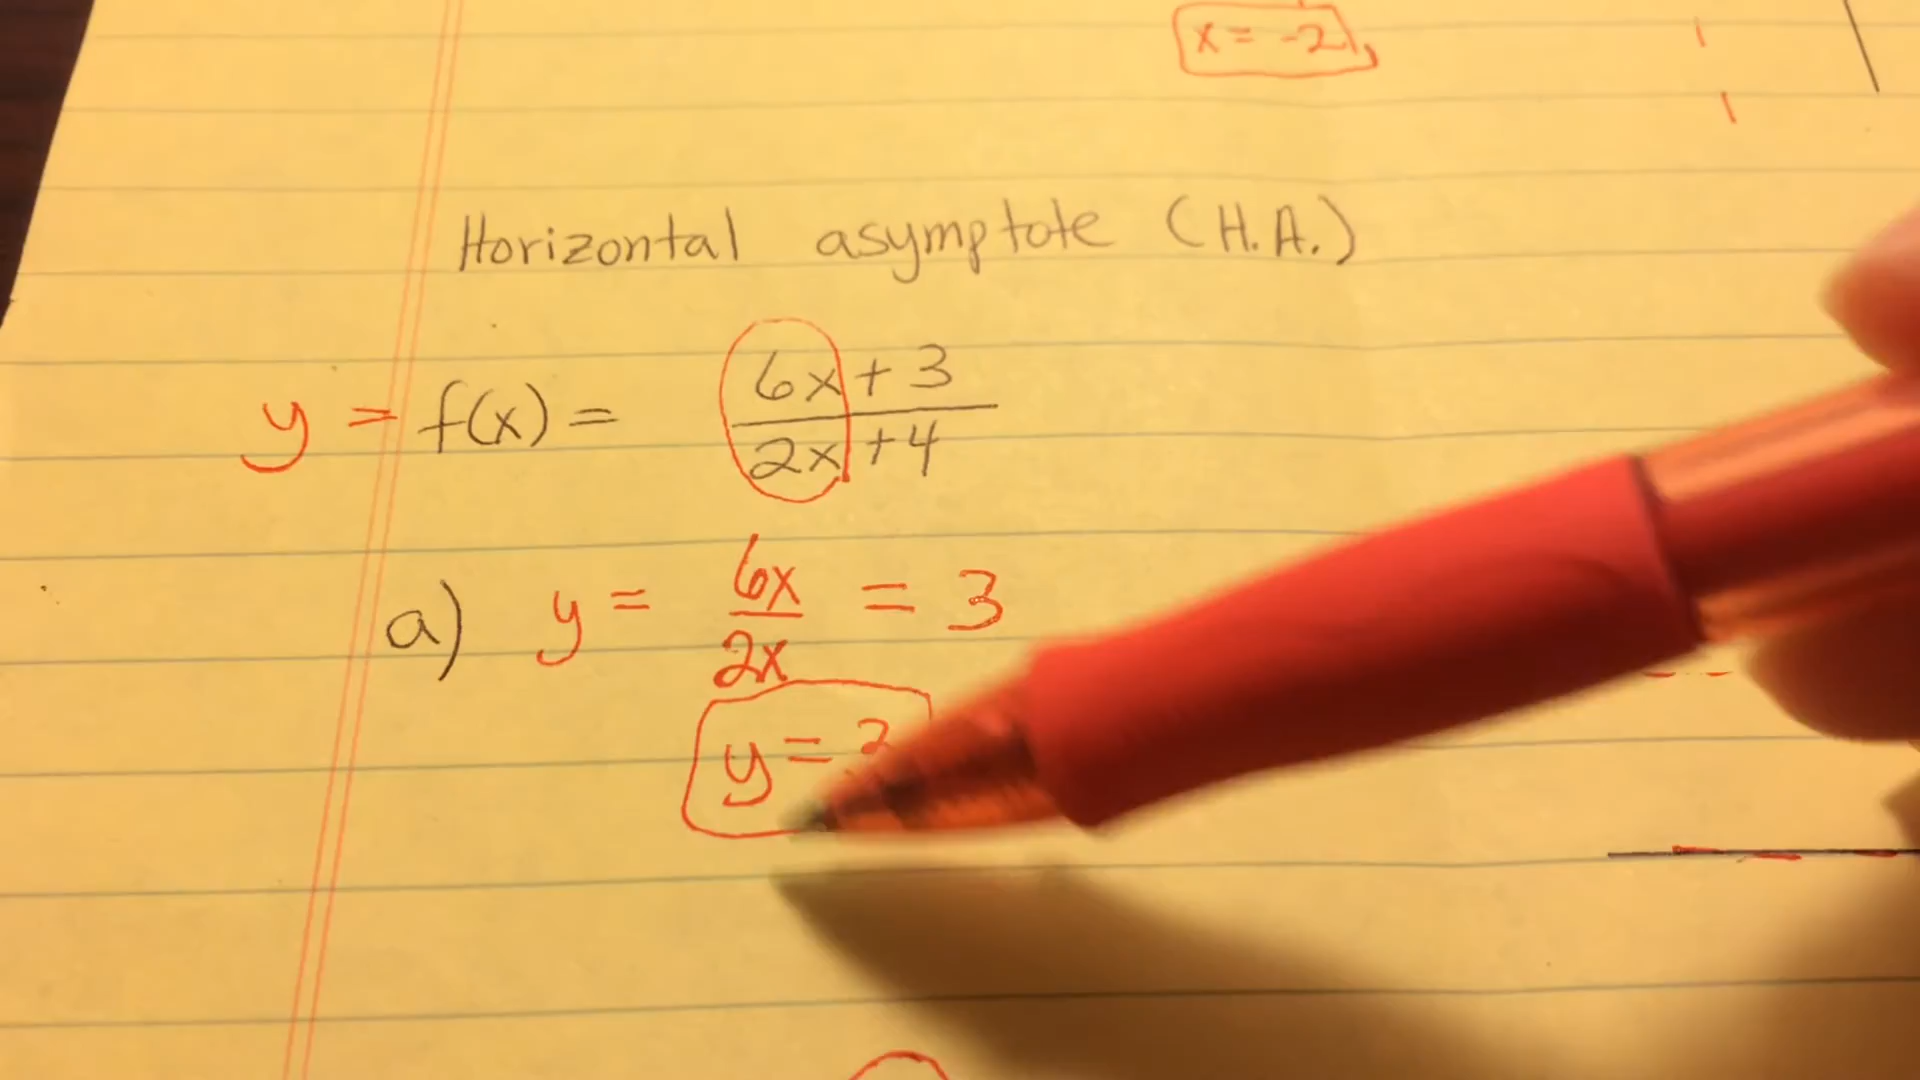 x = -2
Horizontal asymptote (H.A.)
y = f(x) = 6x + 3
2x + 4
a) y = 6x = 3
2x
y =